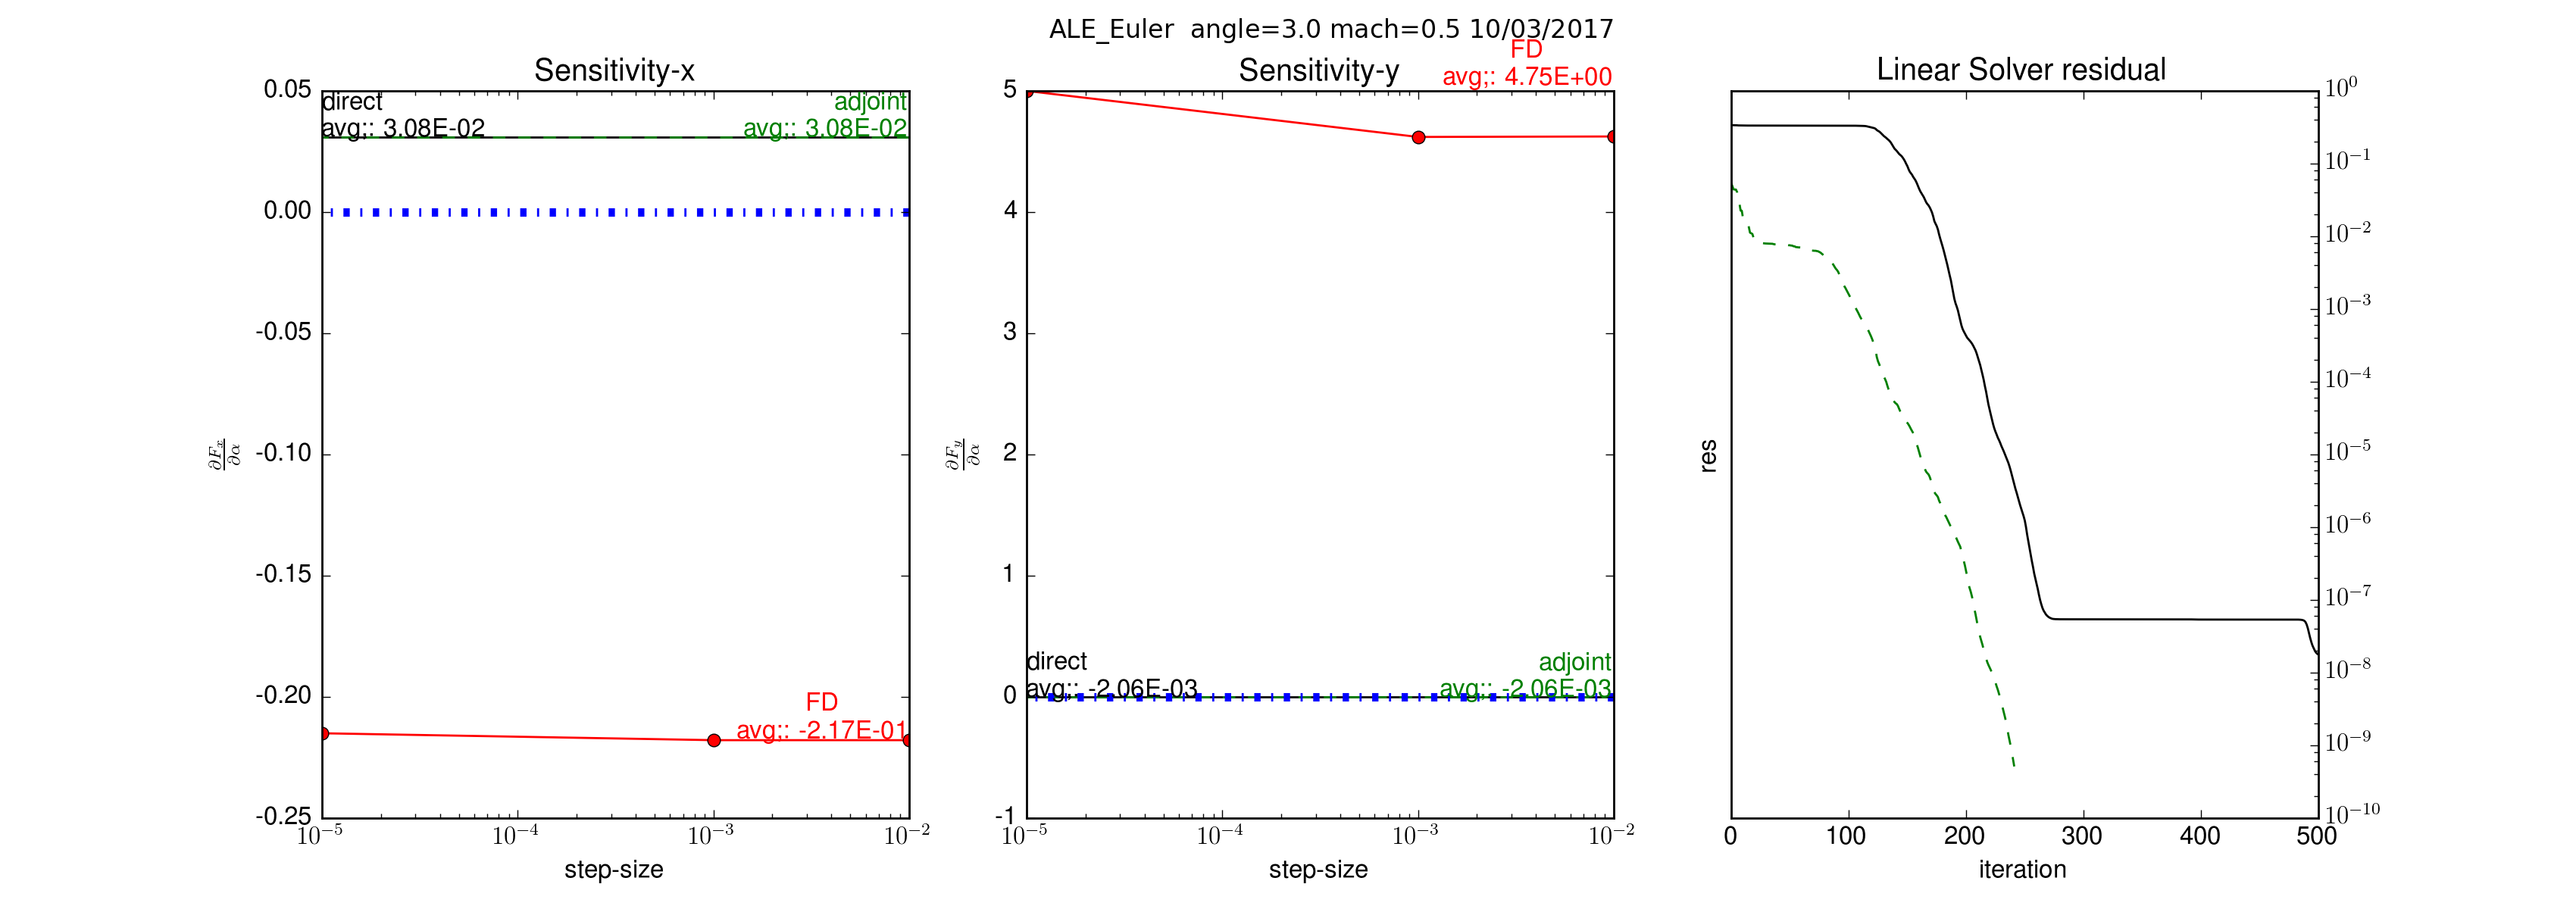 ALE_Euler  angle=3.0 mach=0.5 10/03/2017
Sensitivity-x
direct
avg;: 3.08E-02
adjoint
avg;: 3.08E-02
FD
avg;: -2.17E-01
0.05
0.00
-0.05
-0.10
-0.15
-0.20
-0.25
∂Fx/∂α
10^-5 10^-4 10^-3 10^-2
step-size
Sensitivity-y
FD
avg;: 4.75E+00
direct
avg;: -2.06E-03
adjoint
avg;: -2.06E-03
5
4
3
2
1
0
-1
∂Fy/∂α
10^-5 10^-4 10^-3 10^-2
step-size
Linear Solver residual
res
10^0
10^-1
10^-2
10^-3
10^-4
10^-5
10^-6
10^-7
10^-8
10^-9
10^-10
0 100 200 300 400 500
iteration